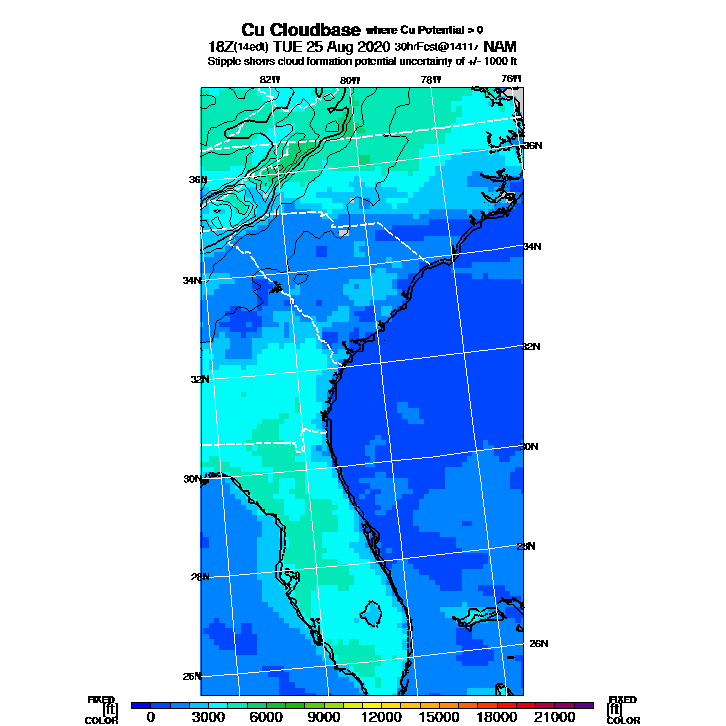 Cu Cloudbase where Cu Potential > 0
18Z(14edt) TUE 25 Aug 2020 30hrFcst@1411z NAM
Stipple shows cloud formation potential uncertainty of +/- 1000 ft
82W 80W 78W 76W
36N
36N
34N
34N
32N
32N
30N
30N
28N
28N
26N
26N
FIXED FIXED
[ft] [ft]
COLOR 0 3000 6000 9000 12000 15000 18000 21000 COLOR